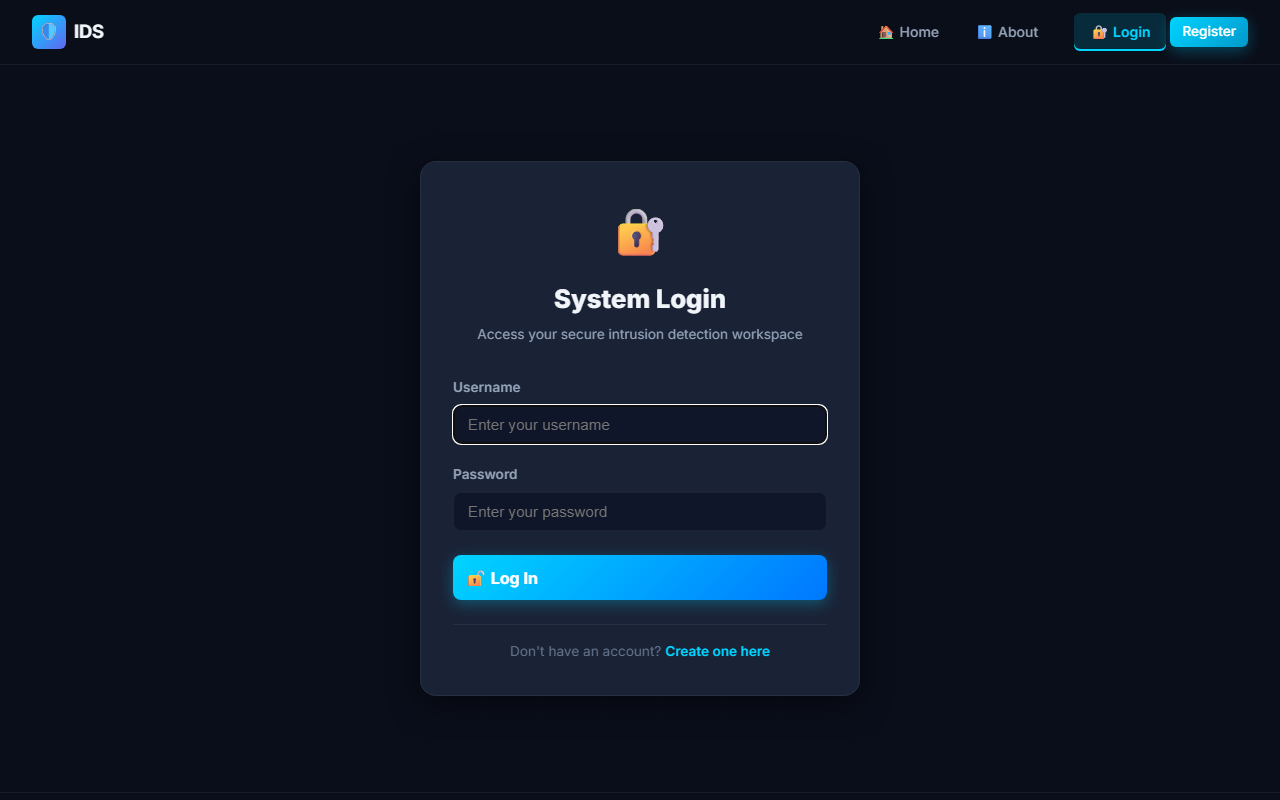 IDS
Home
About
Login
Register
System Login
Access your secure intrusion detection workspace
Username
Enter your username
Password
Enter your password
Log In
Don't have an account? Create one here